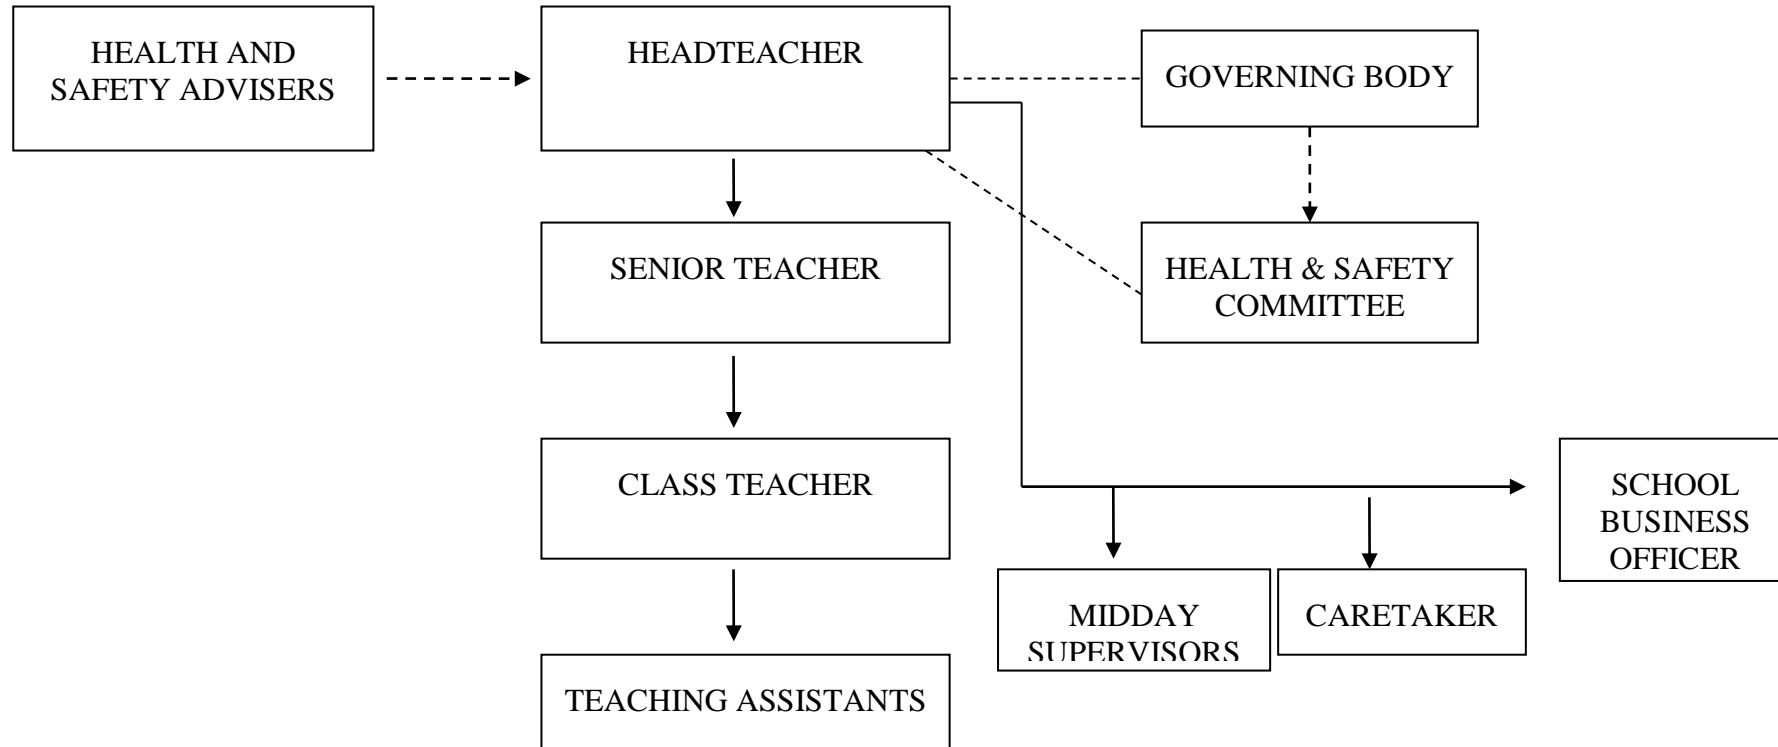 HEALTH AND
SAFETY ADVISERS
HEADTEACHER
GOVERNING BODY
SENIOR TEACHER
HEALTH & SAFETY
COMMITTEE
CLASS TEACHER
SCHOOL
BUSINESS
OFFICER
MIDDAY
SUPERVISORS
CARETAKER
TEACHING ASSISTANTS